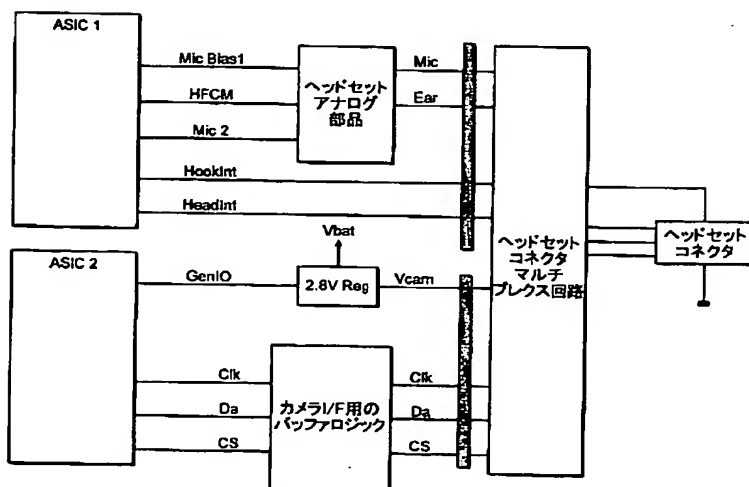 ASIC 1
Mic Bias1
HFCM
Mic 2
HookInt
HeadInt
ヘッドセット
アナログ
部品
Mic
Ear
ASIC 2
GenIO
Vbat
2.8V Reg
Vcam
Clk
Da
CS
カメラI/F用の
バッファロジック
Clk
Da
CS
ヘッドセット
コネクタ
マルチ
プレクス回路
ヘッドセット
コネクタ